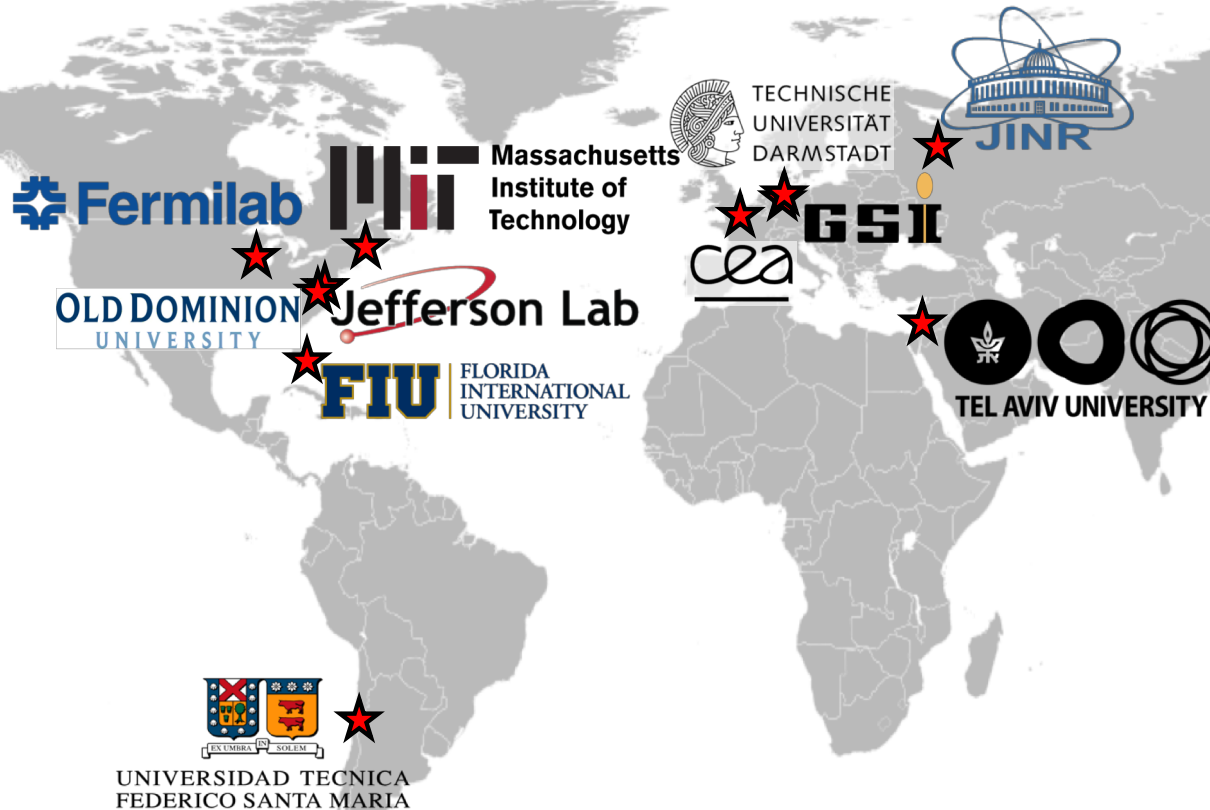 TECHNISCHE
UNIVERSITÄT
DARMSTADT
JINR
Massachusetts
Institute of
Technology
Fermilab
GSI
cea
OLD DOMINION
UNIVERSITY
Jefferson Lab
FIU
FLORIDA
INTERNATIONAL
UNIVERSITY
TEL AVIV UNIVERSITY
EX UMBRA IN SOLEM
UNIVERSIDAD TECNICA
FEDERICO SANTA MARIA